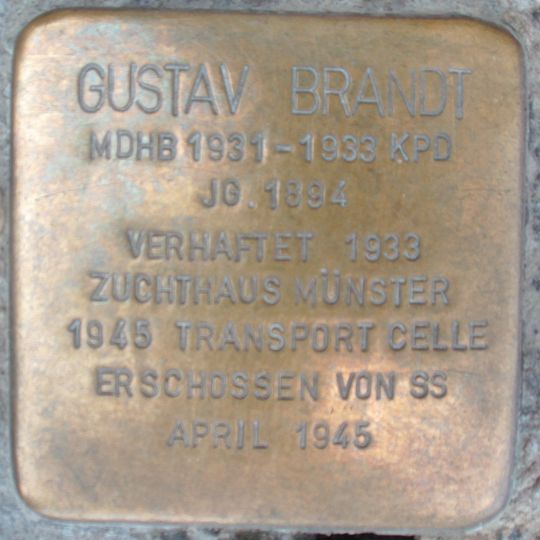 GUSTAV BRANDT
MDHB 1931-1933 KPD
JG. 1894
VERHAFTET 1933
ZUCHTHAUS MÜNSTER
1945 TRANSPORT CELLE
ERSCHOSSEN VON SS
APRIL 1945